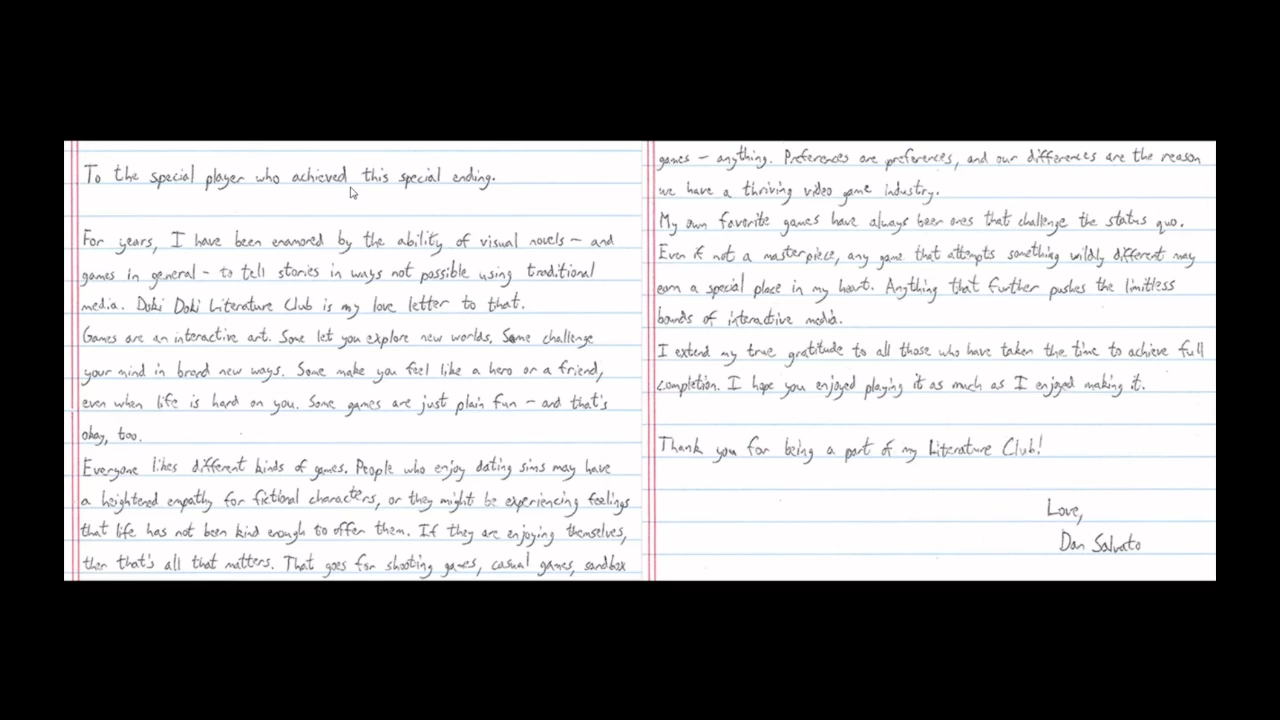 To the special player who achieved this special ending.
For years, I have been enamored by the ability of visual novels - and
games in general - to tell stories in ways not possible using traditional
media. Doki Doki Literature Club is my love letter to that.
Games are an interactive art. Some let you explore new worlds. Some challenge
your mind in brand new ways. Some make you feel like a hero or a friend,
even when life is hard on you. Some games are just plain fun - and that's
okay, too.
Everyone likes different kinds of games. People who enjoy dating sims may have
a heightened empathy for fictional characters, or they might be experiencing feelings
that life has not been kind enough to offer them. If they are enjoying themselves,
then that's all that matters. That goes for shooting games, casual games, sandbox
games - anything. Preferences are preferences, and our differences are the reason
we have a thriving video game industry.
My own favorite games have always been ones that challenge the status quo.
Even if not a masterpiece, any game that attempts something wildly different may
earn a special place in my heart. Anything that further pushes the limitless
bounds of interactive media.
I extend my true gratitude to all those who have taken the time to achieve full
completion. I hope you enjoyed playing it as much as I enjoyed making it.
Thank you for being a part of my Literature Club!
Love,
Dan Salvato